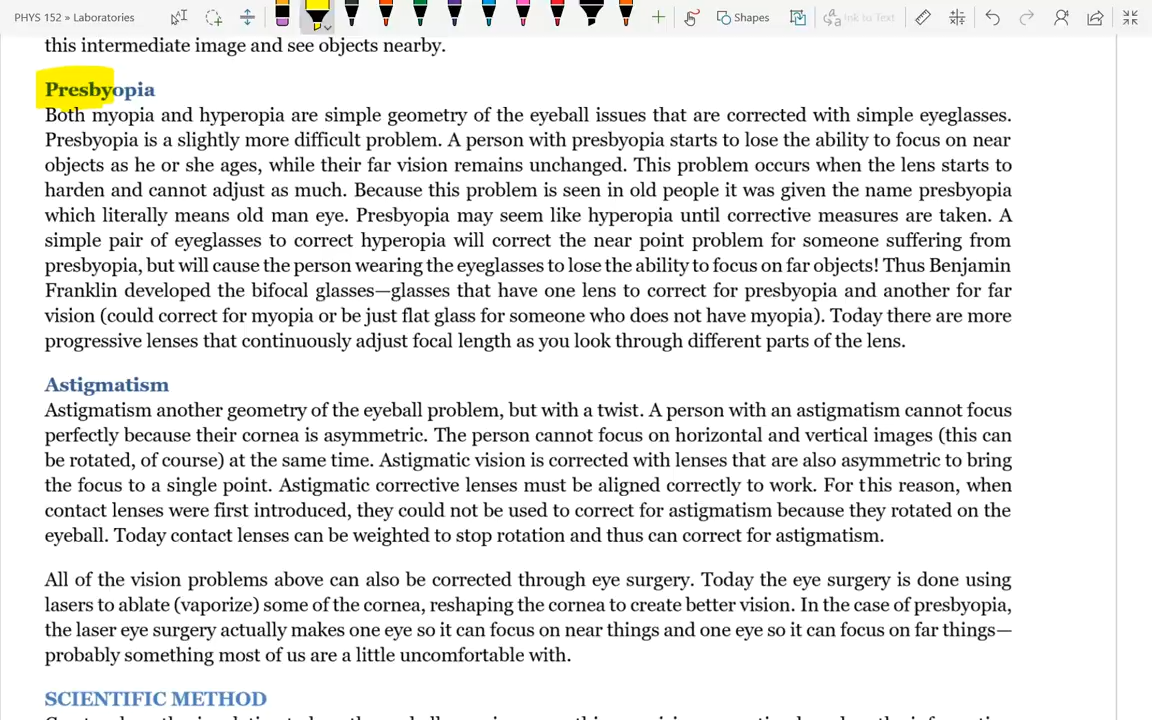 PHYS 152 » Laboratories
Shapes
Ink to Text
this intermediate image and see objects nearby.
Presbyopia
Both myopia and hyperopia are simple geometry of the eyeball issues that are corrected with simple eyeglasses.
Presbyopia is a slightly more difficult problem. A person with presbyopia starts to lose the ability to focus on near
objects as he or she ages, while their far vision remains unchanged. This problem occurs when the lens starts to
harden and cannot adjust as much. Because this problem is seen in old people it was given the name presbyopia
which literally means old man eye. Presbyopia may seem like hyperopia until corrective measures are taken. A
simple pair of eyeglasses to correct hyperopia will correct the near point problem for someone suffering from
presbyopia, but will cause the person wearing the eyeglasses to lose the ability to focus on far objects! Thus Benjamin
Franklin developed the bifocal glasses—glasses that have one lens to correct for presbyopia and another for far
vision (could correct for myopia or be just flat glass for someone who does not have myopia). Today there are more
progressive lenses that continuously adjust focal length as you look through different parts of the lens.
Astigmatism
Astigmatism another geometry of the eyeball problem, but with a twist. A person with an astigmatism cannot focus
perfectly because their cornea is asymmetric. The person cannot focus on horizontal and vertical images (this can
be rotated, of course) at the same time. Astigmatic vision is corrected with lenses that are also asymmetric to bring
the focus to a single point. Astigmatic corrective lenses must be aligned correctly to work. For this reason, when
contact lenses were first introduced, they could not be used to correct for astigmatism because they rotated on the
eyeball. Today contact lenses can be weighted to stop rotation and thus can correct for astigmatism.
All of the vision problems above can also be corrected through eye surgery. Today the eye surgery is done using
lasers to ablate (vaporize) some of the cornea, reshaping the cornea to create better vision. In the case of presbyopia,
the laser eye surgery actually makes one eye so it can focus on near things and one eye so it can focus on far things—
probably something most of us are a little uncomfortable with.
SCIENTIFIC METHOD